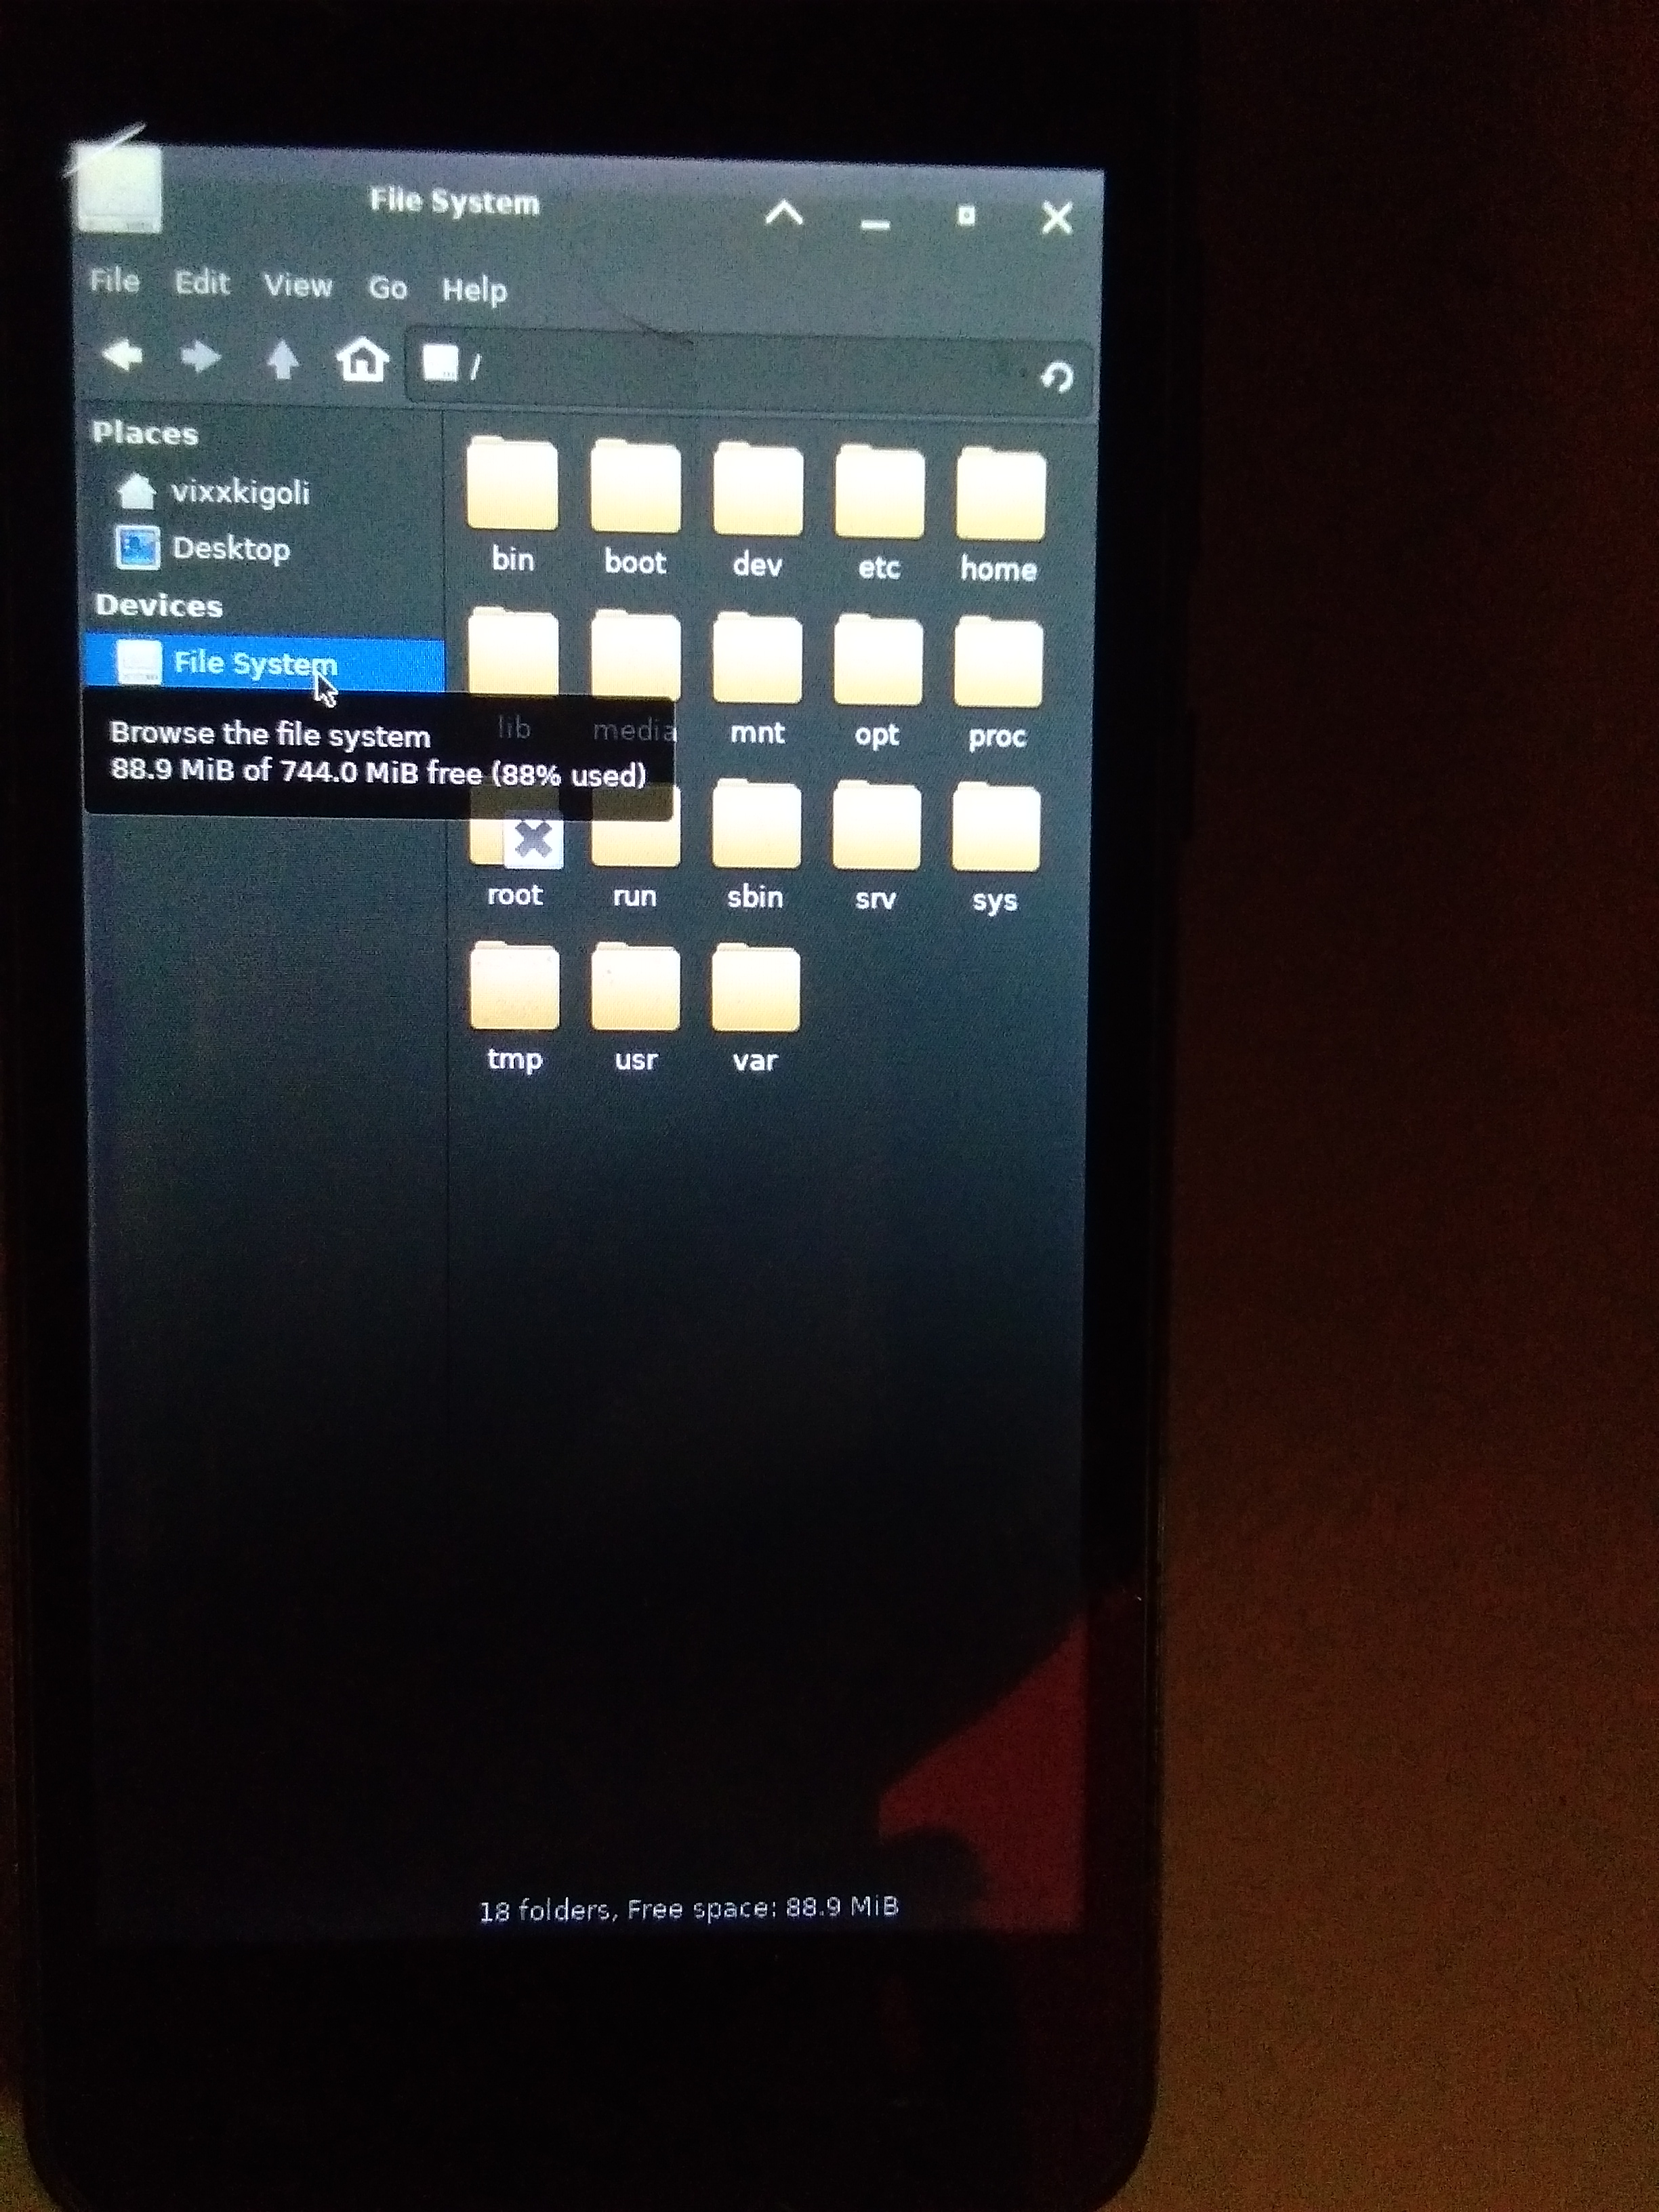 File System
File Edit View Go Help
/
Places
vixxkigoli
Desktop
Devices
File System
Browse the file system
88.9 MiB of 744.0 MiB free (88% used)
bin boot dev etc home
lib media mnt opt proc
root run sbin srv sys
tmp usr var
18 folders, Free space: 88.9 MiB